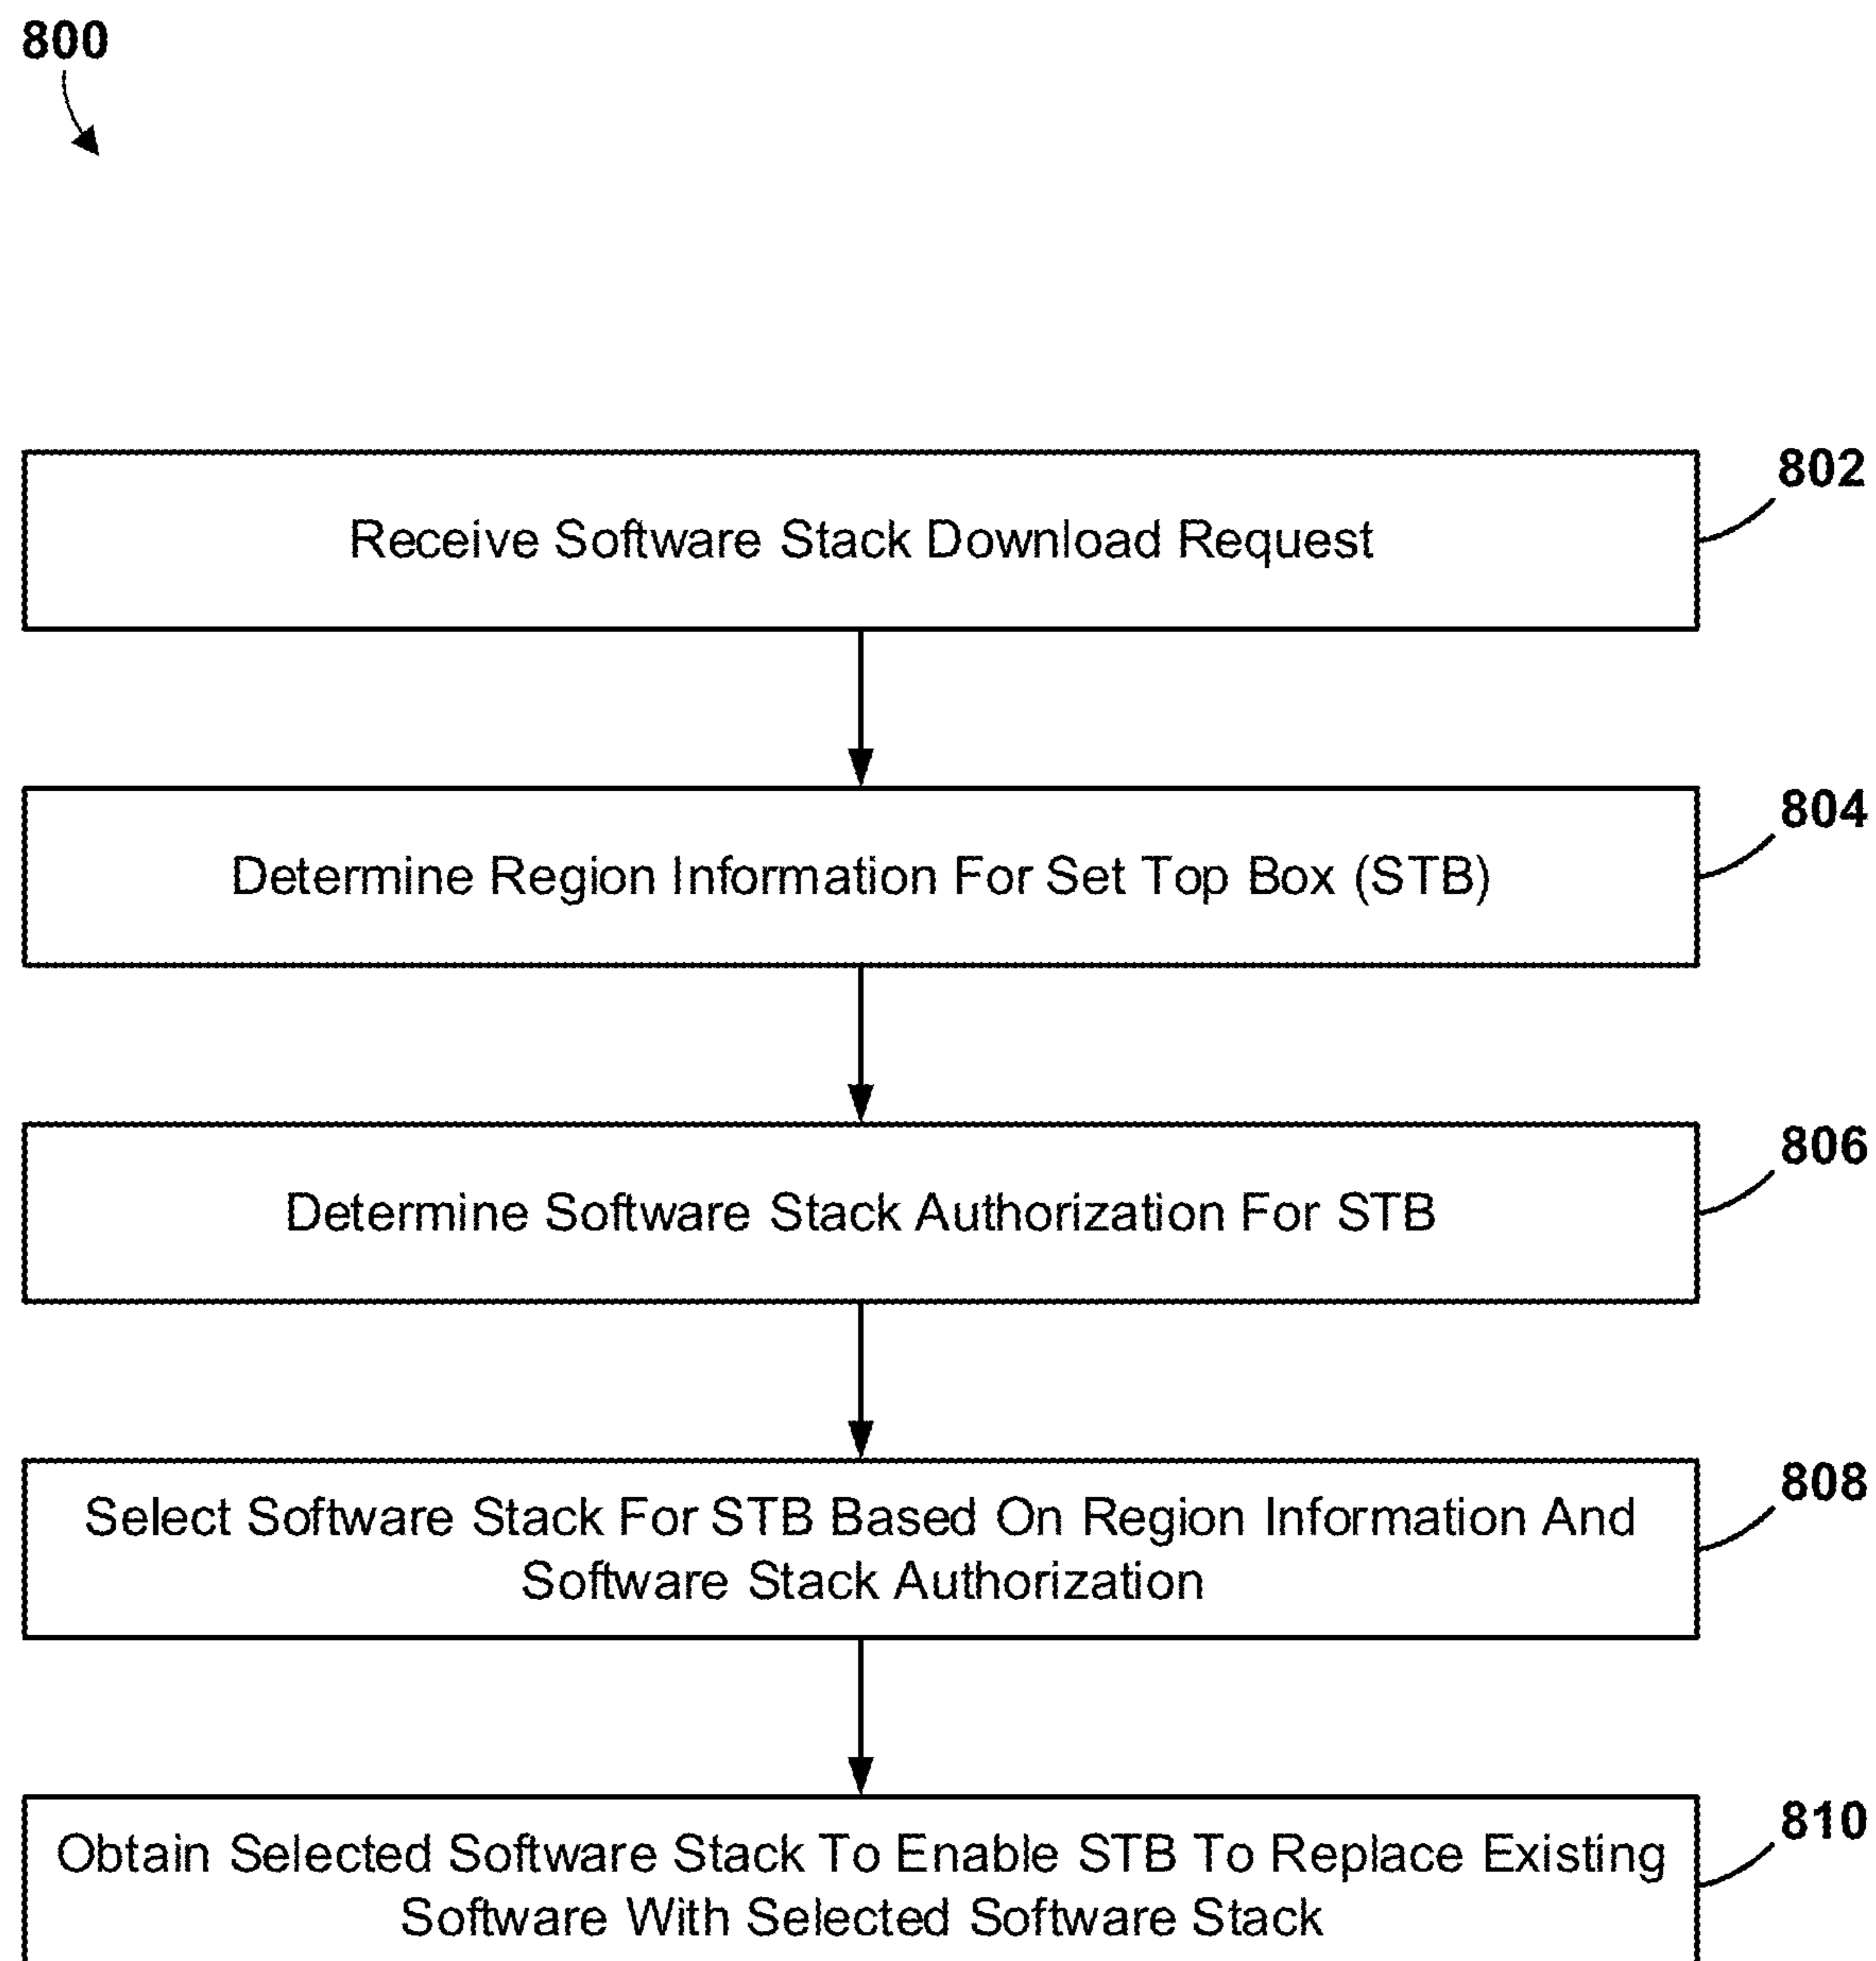 800
802
Receive Software Stack Download Request
804
Determine Region Information For Set Top Box (STB)
806
Determine Software Stack Authorization For STB
808
Select Software Stack For STB Based On Region Information And
Software Stack Authorization
810
Obtain Selected Software Stack To Enable STB To Replace Existing
Software With Selected Software Stack